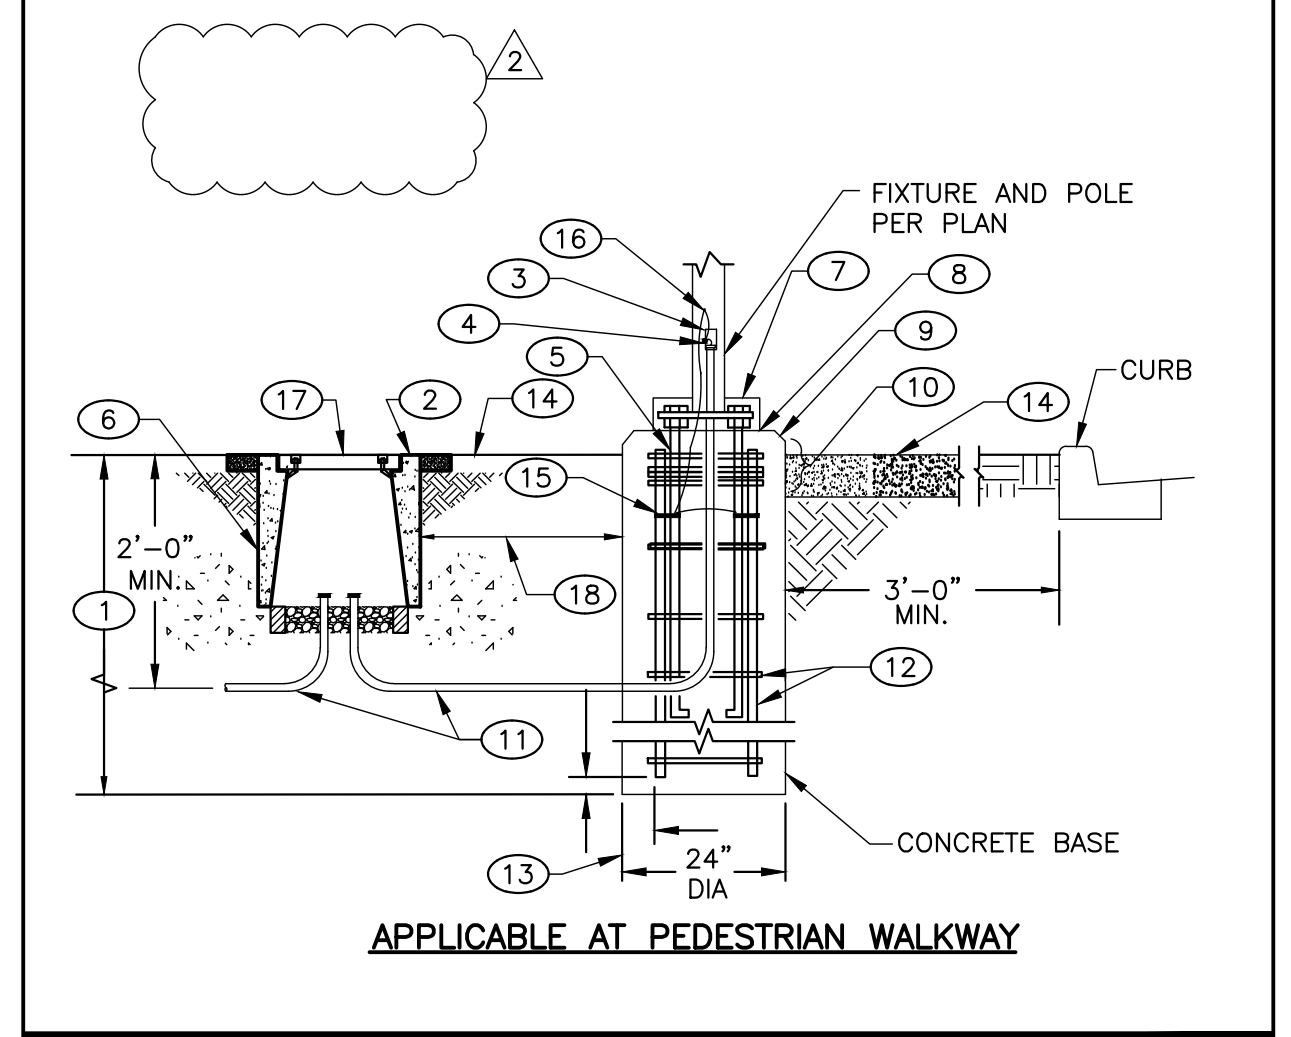 2
FIXTURE AND POLE
PER PLAN
16
3
7
8
4
9
5
10
CURB
17
2
14
14
6
15
2'-0"
MIN.
18
3'-0"
MIN.
1
12
11
CONCRETE BASE
24"
DIA
13
APPLICABLE AT PEDESTRIAN WALKWAY